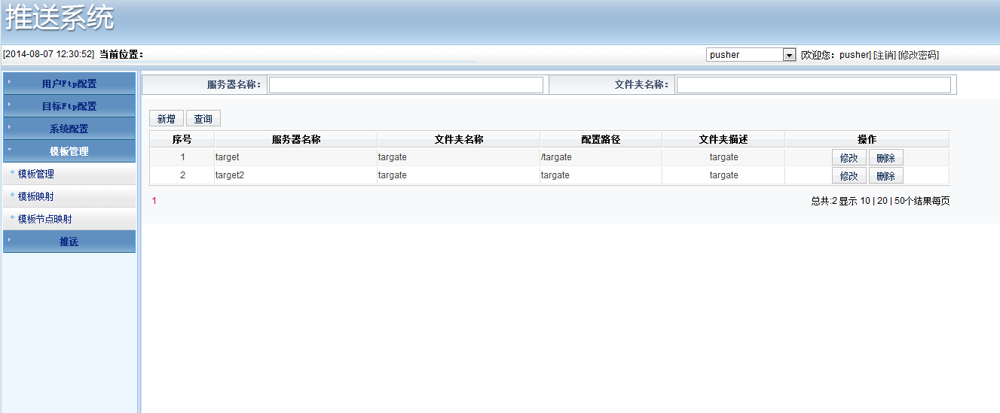 推送系统
[2014-08-07 12:30:52] 当前位置： pusher [欢迎您：pusher] [注销] [修改密码]
用户Ftp配置
目标Ftp配置
系统配置
模板管理
模板管理
模板映射
模板节点映射
推送
服务器名称： 文件夹名称：
新增 查询
序号 服务器名称 文件夹名称 配置路径 文件夹描述 操作
1 target targate /targate targate 修改 删除
2 target2 targate targate targate 修改 删除
1 总共:2 显示 10 | 20 | 50个结果每页